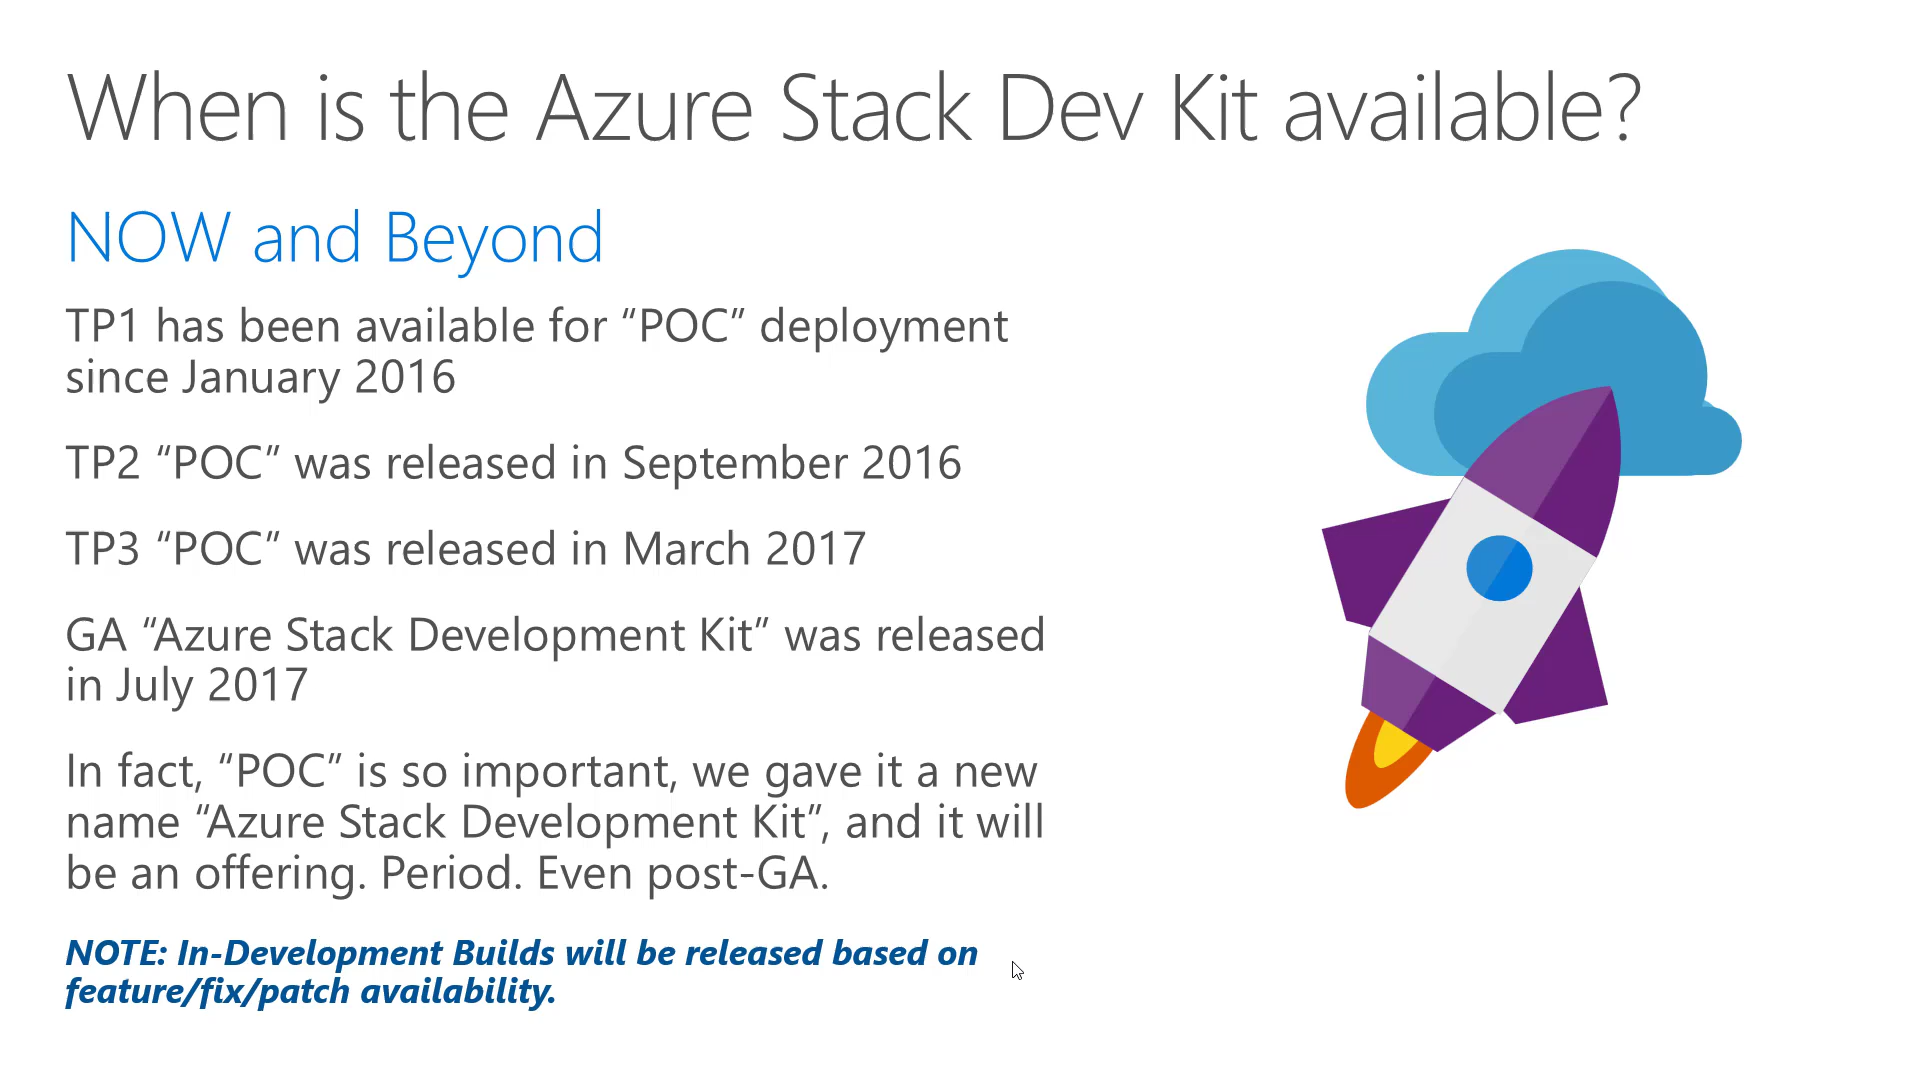 When is the Azure Stack Dev Kit available?
NOW and Beyond
TP1 has been available for “POC” deployment
since January 2016
TP2 “POC” was released in September 2016
TP3 “POC” was released in March 2017
GA “Azure Stack Development Kit” was released
in July 2017
In fact, “POC” is so important, we gave it a new
name “Azure Stack Development Kit”, and it will
be an offering. Period. Even post-GA.
NOTE: In-Development Builds will be released based on
feature/fix/patch availability.